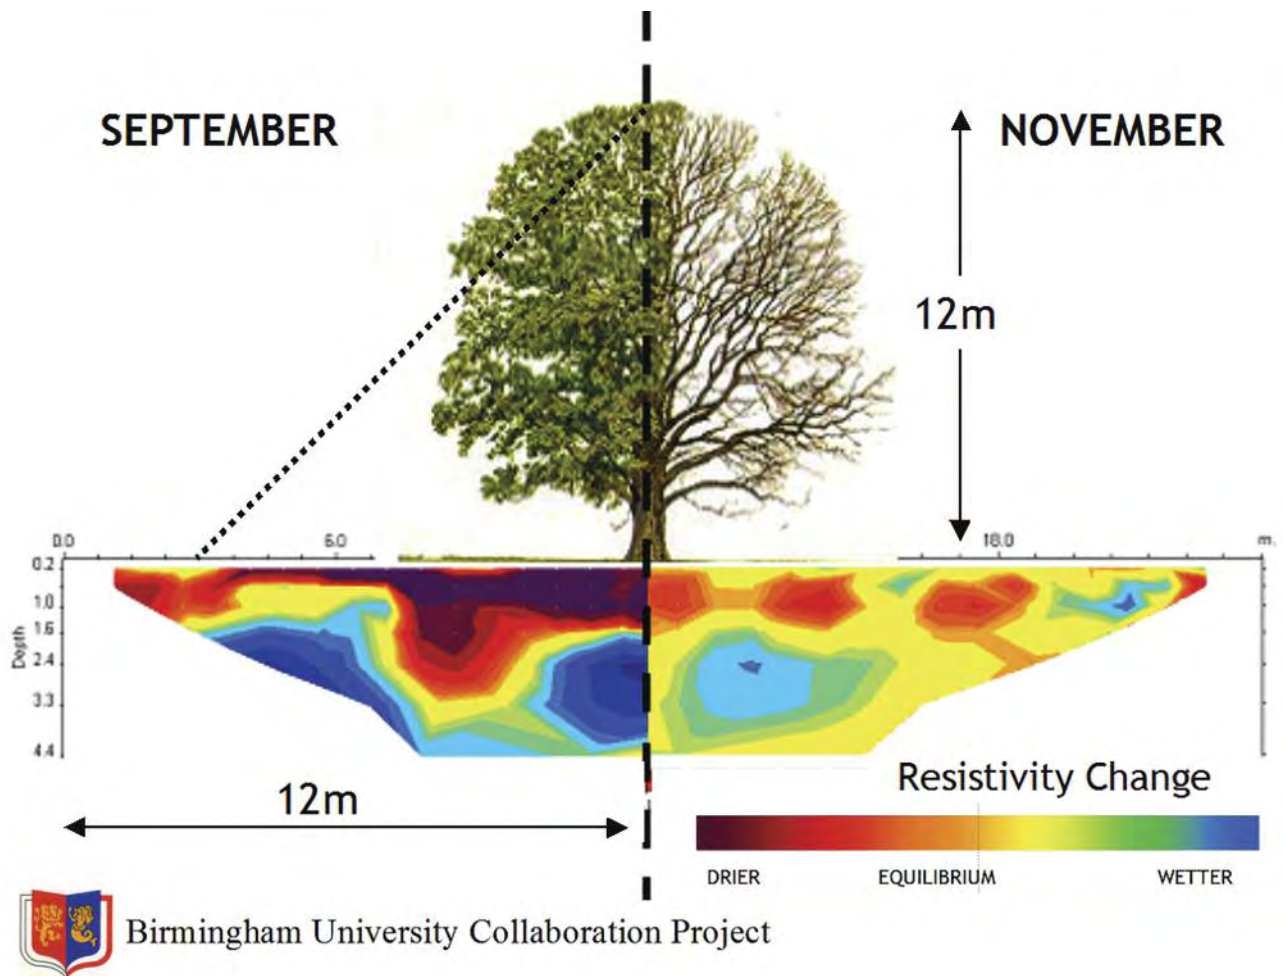 SEPTEMBER
NOVEMBER
12m
0.0
6.0
18.0
m.
0.2
1.0
1.6
2.4
3.3
4.4
Depth
12m
Resistivity Change
DRIER
EQUILIBRIUM
WETTER
Birmingham University Collaboration Project